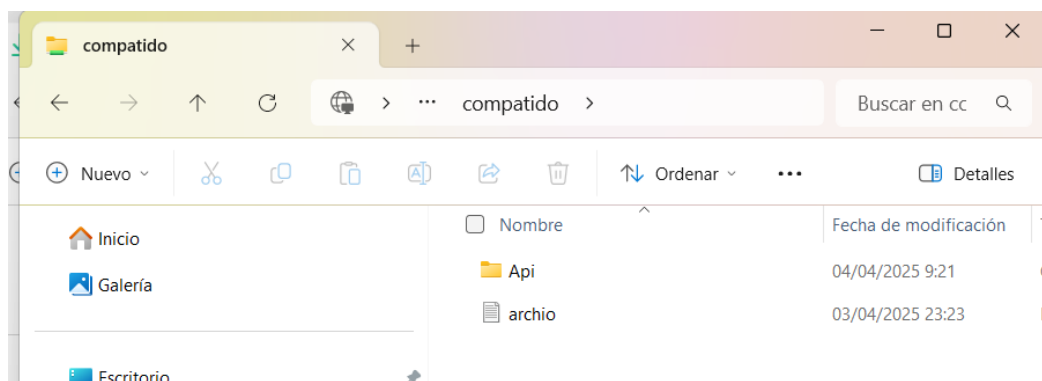 compatido
compatido
Buscar en cc
Nuevo
Ordenar
Detalles
Inicio
Nombre
Fecha de modificación
Galería
Api
04/04/2025 9:21
archio
03/04/2025 23:23
Escritorio